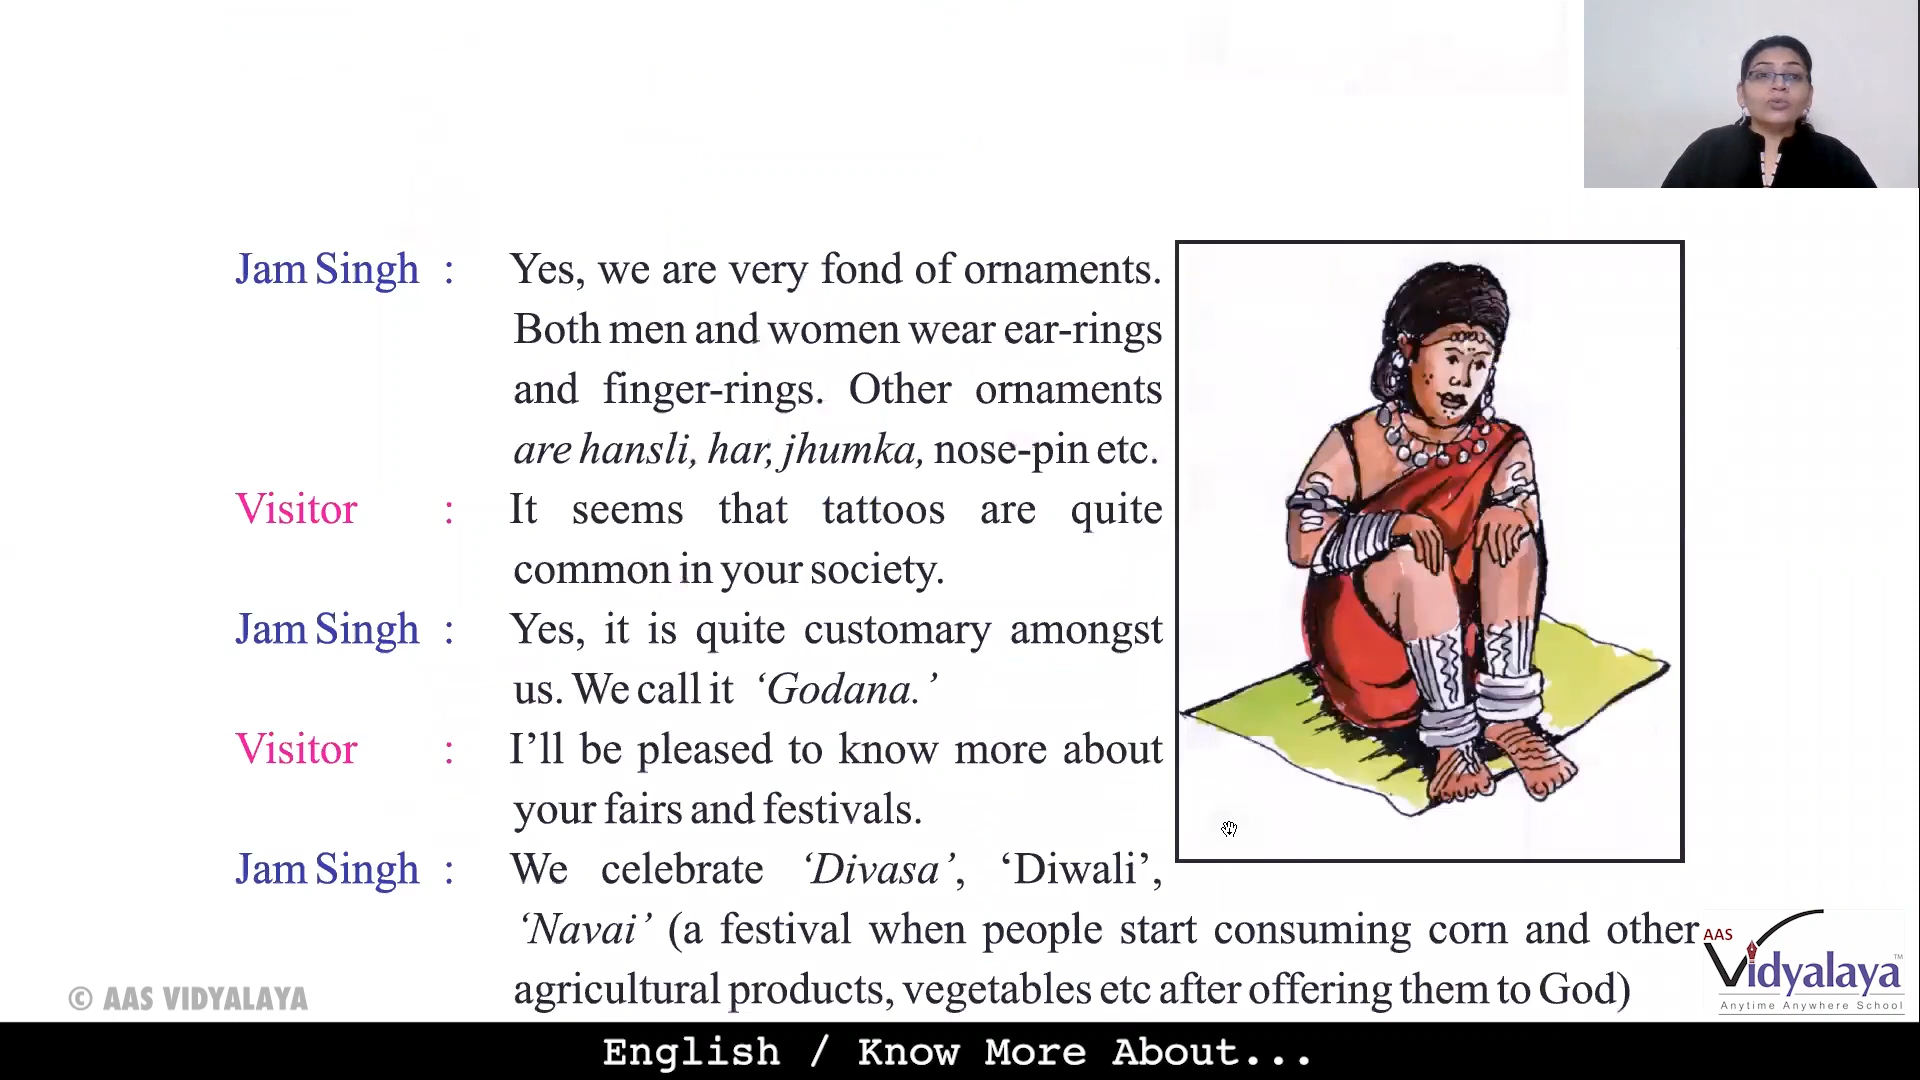 Jam Singh : Yes, we are very fond of ornaments.
Both men and women wear ear-rings
and finger-rings. Other ornaments
are hansli, har, jhumka, nose-pin etc.
Visitor : It seems that tattoos are quite
common in your society.
Jam Singh : Yes, it is quite customary amongst
us. We call it ‘Godana.’
Visitor : I’ll be pleased to know more about
your fairs and festivals.
Jam Singh : We celebrate ‘Divasa’, ‘Diwali’,
‘Navai’ (a festival when people start consuming corn and other
agricultural products, vegetables etc after offering them to God)
AAS
Vidyalaya™
Anytime Anywhere School
© AAS VIDYALAYA
English / Know More About...